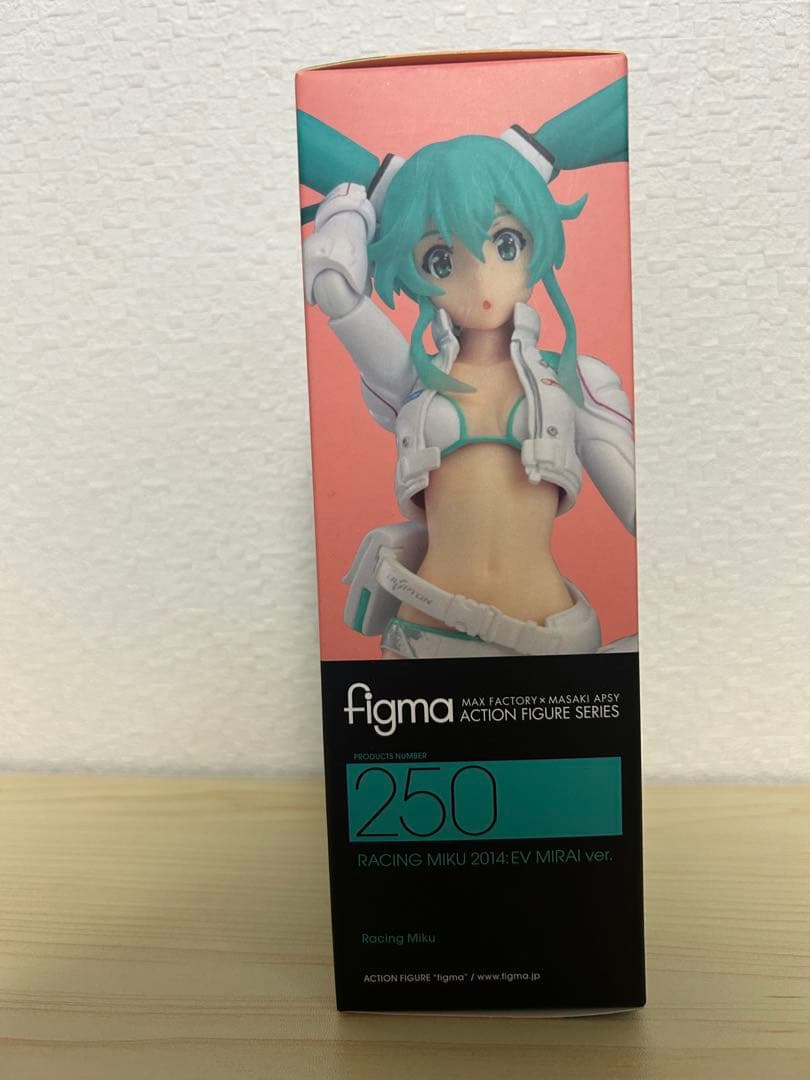 CRYPTON
figma MAX FACTORY × MASAKI APSY
ACTION FIGURE SERIES
PRODUCTS NUMBER
250
RACING MIKU 2014: EV MIRAI ver.
Racing Miku
ACTION FIGURE "figma" / www.figma.jp